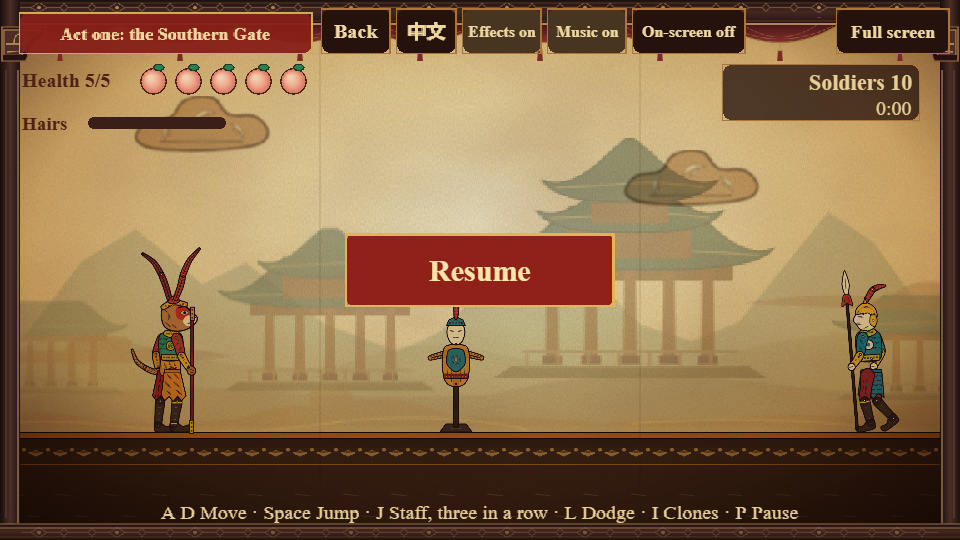 Act one: the Southern Gate
Back
中文
Effects on
Music on
On-screen off
Full screen
Health 5/5
Soldiers 10
0:00
Hairs
Resume
A D Move · Space Jump · J Staff, three in a row · L Dodge · I Clones · P Pause